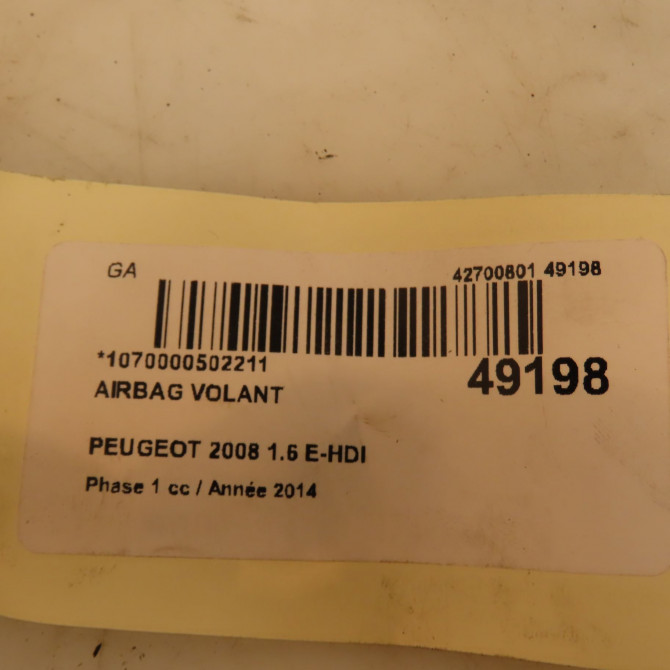 GA
42700801 49198
*1070000502211
49198
AIRBAG VOLANT
PEUGEOT 2008 1.6 E-HDI
Phase 1 cc / Année 2014